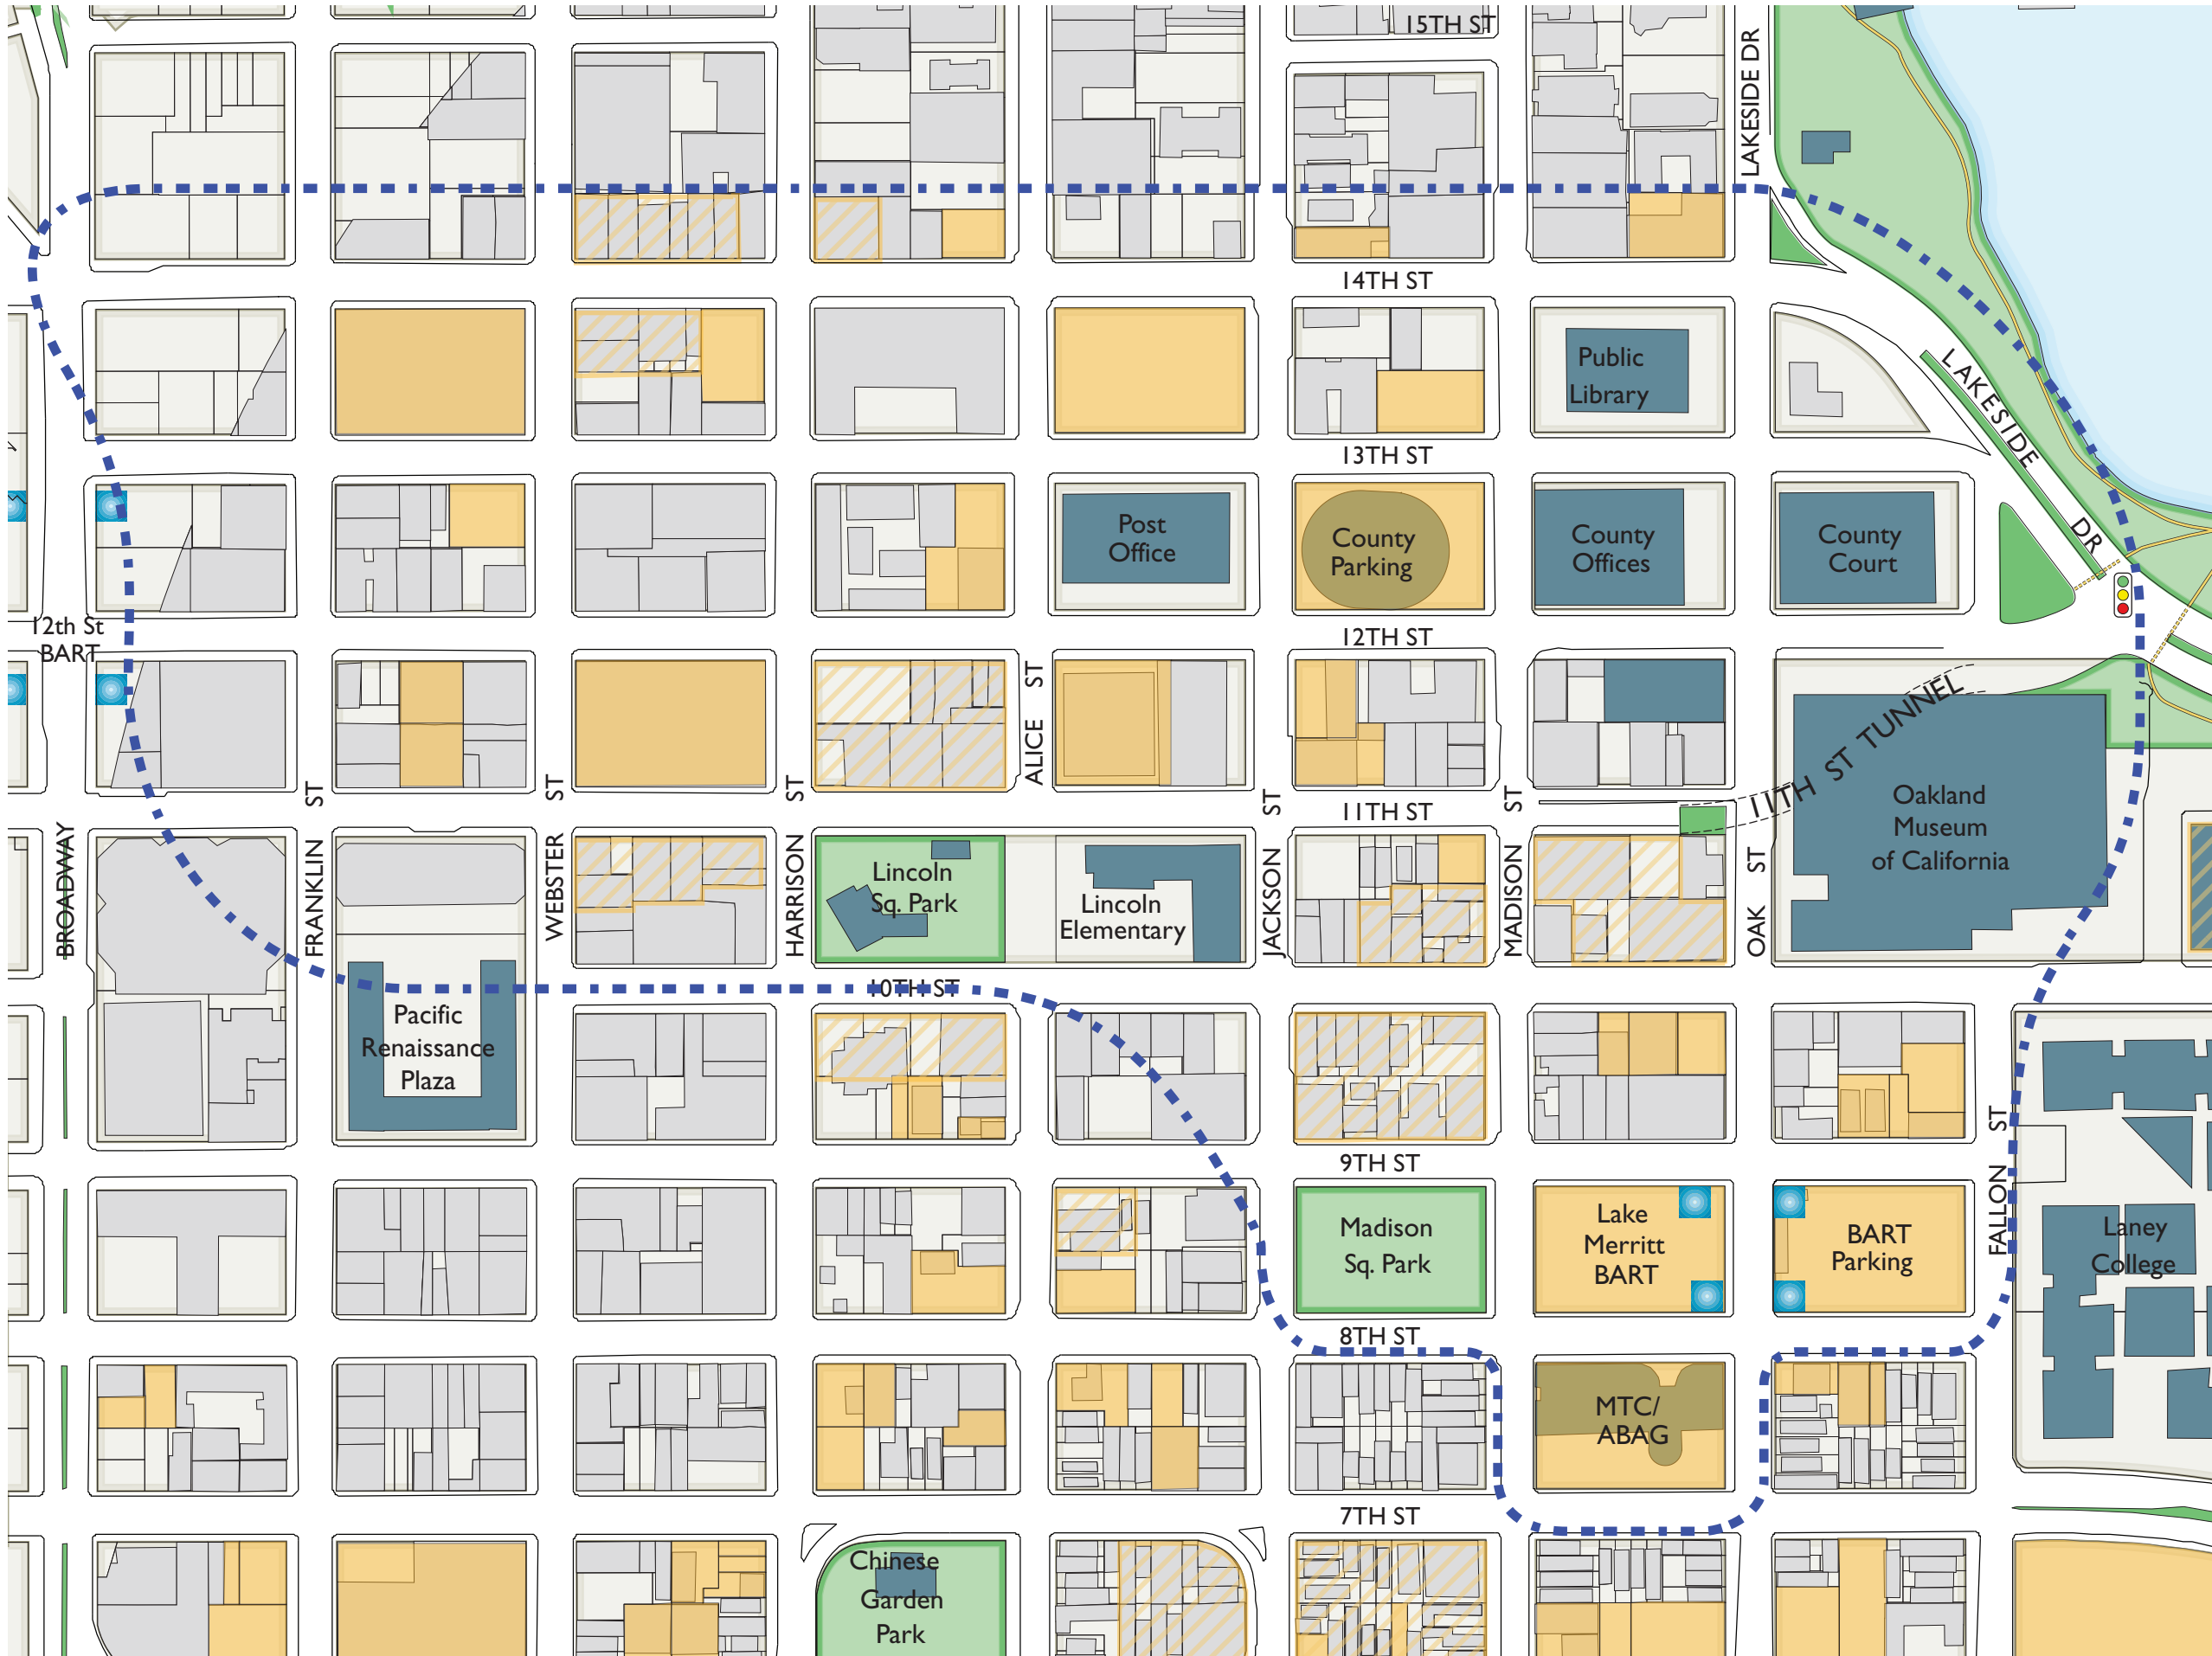 15TH ST
LAKESIDE DR
14TH ST
Public
Library
LAKESIDE DR
13TH ST
Post
Office
County
Parking
County
Offices
County
Court
12th St
BART
12TH ST
ALICE ST
11TH ST TUNNEL
Oakland
Museum
of California
11TH ST
BROADWAY
FRANKLIN ST
WEBSTER ST
HARRISON ST
Lincoln
Sq. Park
Lincoln
Elementary
JACKSON ST
MADISON ST
OAK ST
10TH ST
Pacific
Renaissance
Plaza
9TH ST
FALLON ST
Madison
Sq. Park
Lake
Merritt
BART
BART
Parking
Laney
College
8TH ST
MTC/
ABAG
7TH ST
Chinese
Garden
Park